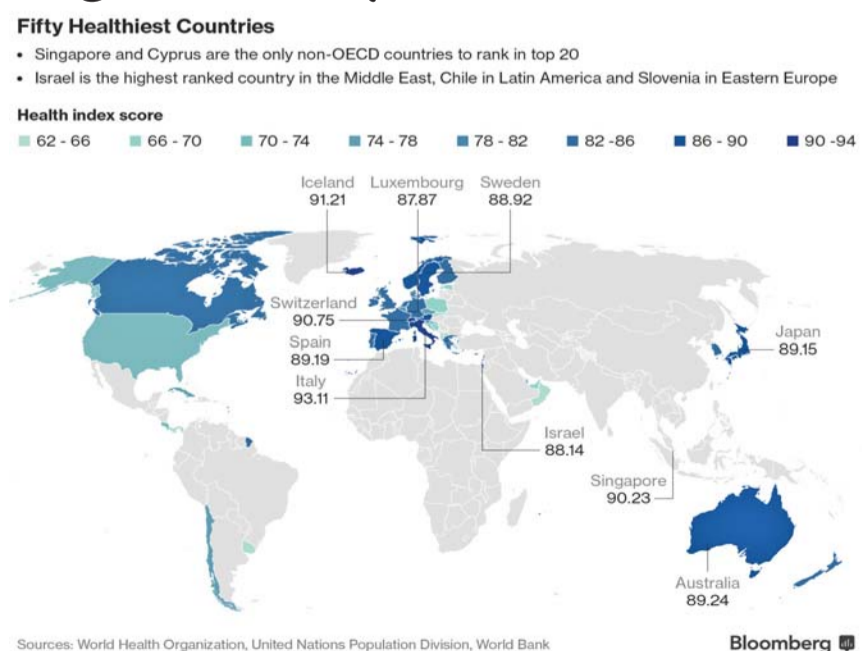 Fifty Healthiest Countries
• Singapore and Cyprus are the only non-OECD countries to rank in top 20
• Israel is the highest ranked country in the Middle East, Chile in Latin America and Slovenia in Eastern Europe
Health index score
62 - 66 66 - 70 70 - 74 74 - 78 78 - 82 82 -86 86 - 90 90 -94
Iceland Luxembourg Sweden
91.21 87.87 88.92
Switzerland
90.75
Spain
89.19
Italy
93.11
Japan
89.15
Israel
88.14
Singapore
90.23
Australia
89.24
Sources: World Health Organization, United Nations Population Division, World Bank
Bloomberg